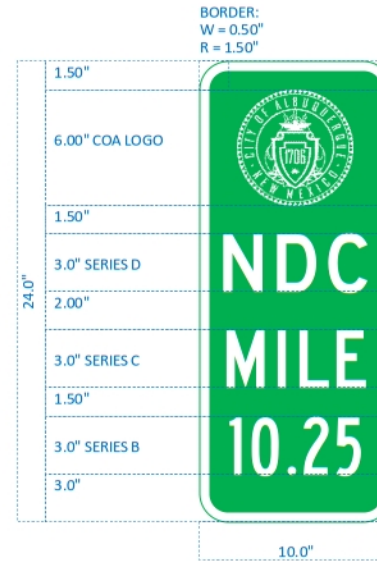 BORDER:
W = 0.50"
R = 1.50"
1.50"
6.00" COA LOGO
1.50"
3.0" SERIES D
2.00"
3.0" SERIES C
1.50"
3.0" SERIES B
3.0"
24.0"
CITY OF ALBUQUERQUE
1706
NEW MEXICO
NDC
MILE
10.25
10.0"